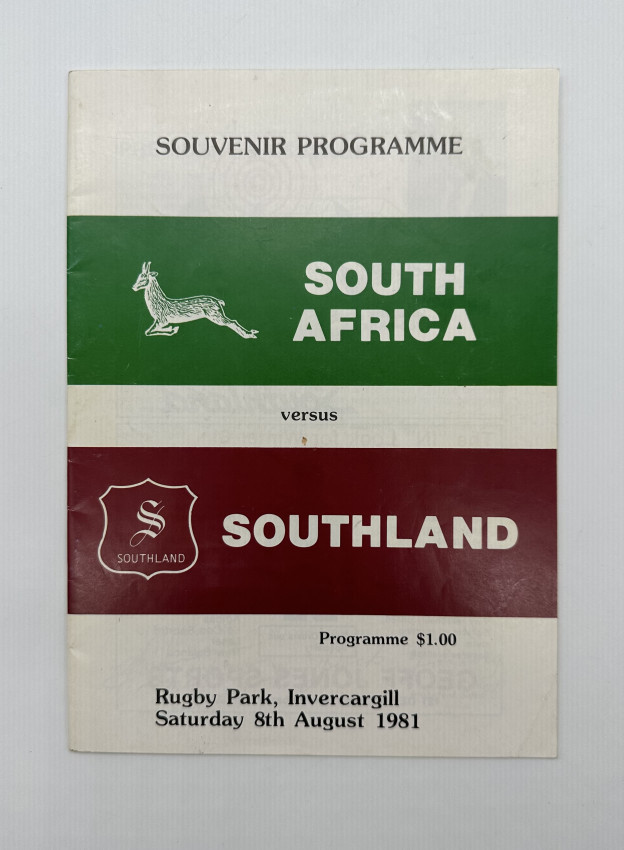 SOUVENIR PROGRAMME
SOUTH
AFRICA
versus
S
SOUTHLAND
SOUTHLAND
Programme $1.00
Rugby Park, Invercargill
Saturday 8th August 1981